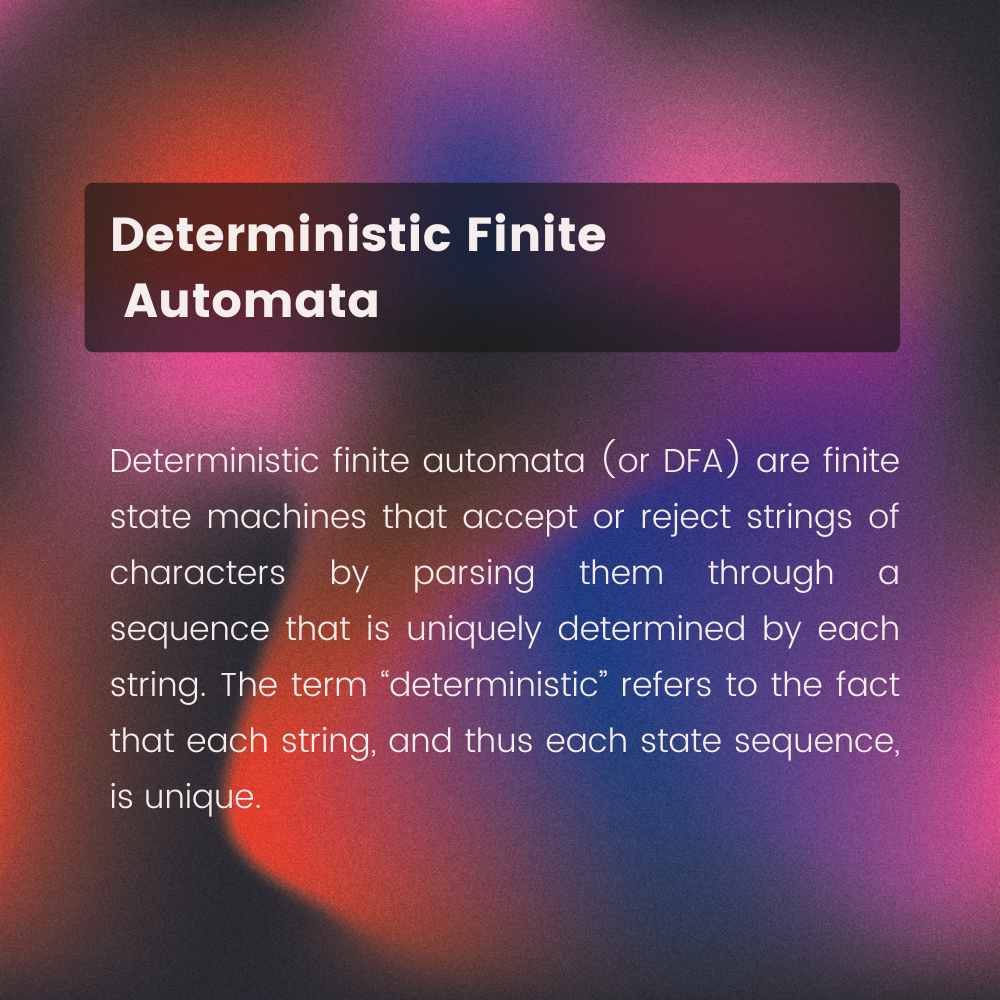 Deterministic Finite
Automata
Deterministic finite automata (or DFA) are finite
state machines that accept or reject strings of
characters by parsing them through a
sequence that is uniquely determined by each
string. The term “deterministic” refers to the fact
that each string, and thus each state sequence,
is unique.